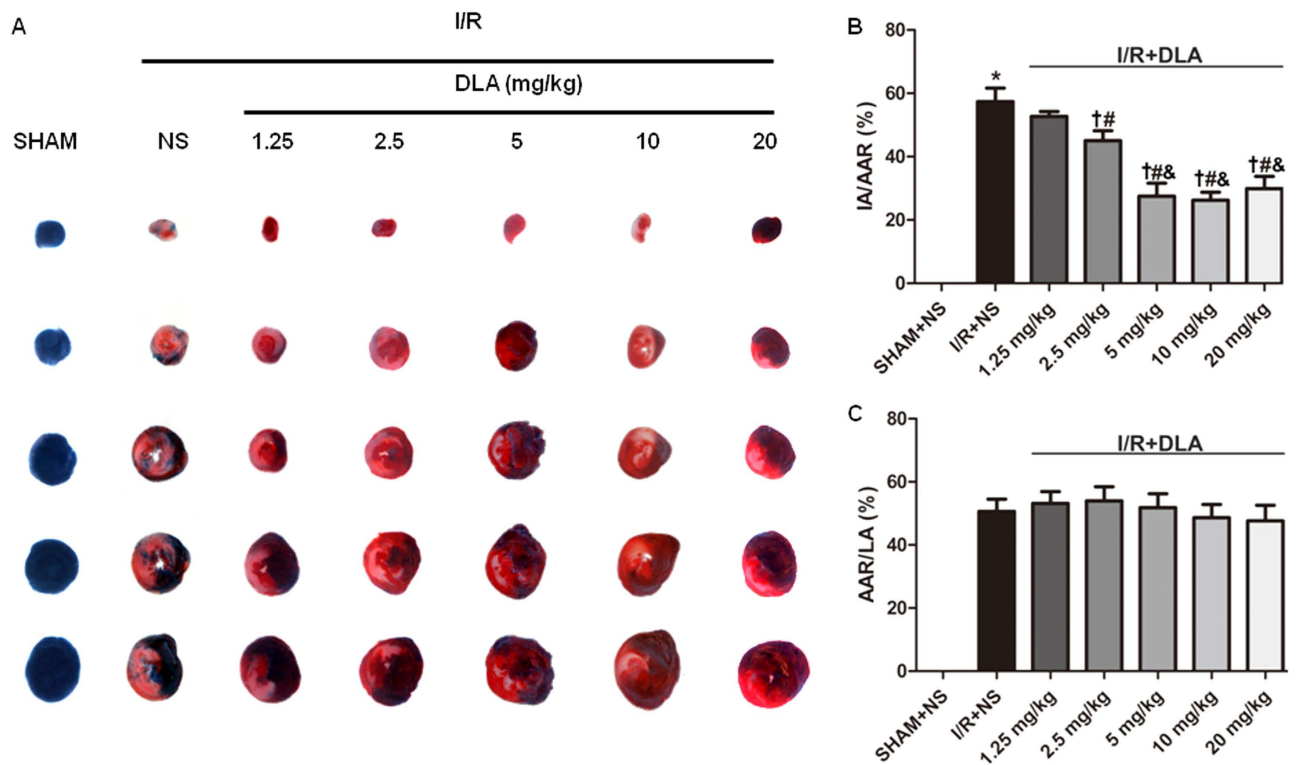 A
I/R
DLA (mg/kg)
SHAM NS 1.25 2.5 5 10 20
B
80
60
40
20
0
IA/AAR (%)
I/R+DLA
*
†#
†#&
†#&
†#&
SHAM+NS
I/R+NS
1.25 mg/kg
2.5 mg/kg
5 mg/kg
10 mg/kg
20 mg/kg
C
80
60
40
20
0
AAR/LA (%)
I/R+DLA
SHAM+NS
I/R+NS
1.25 mg/kg
2.5 mg/kg
5 mg/kg
10 mg/kg
20 mg/kg